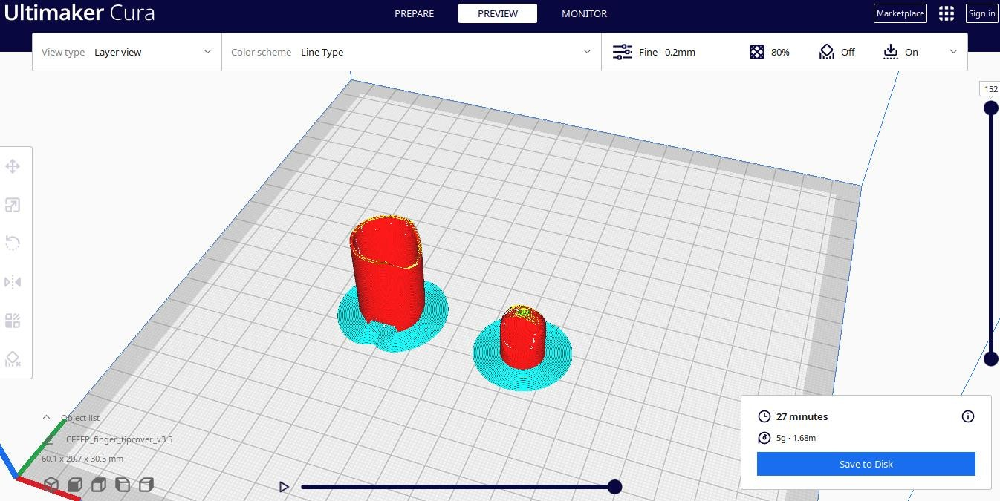 Ultimaker Cura
PREPARE PREVIEW MONITOR
Marketplace Sign in
View type Layer view Color scheme Line Type Fine - 0.2mm 80% Off On
152
27 minutes
5g · 1.68m
Save to Disk
Object list
CFFFP_finger_tipcover_v3.5
60.1 x 20.7 x 30.5 mm